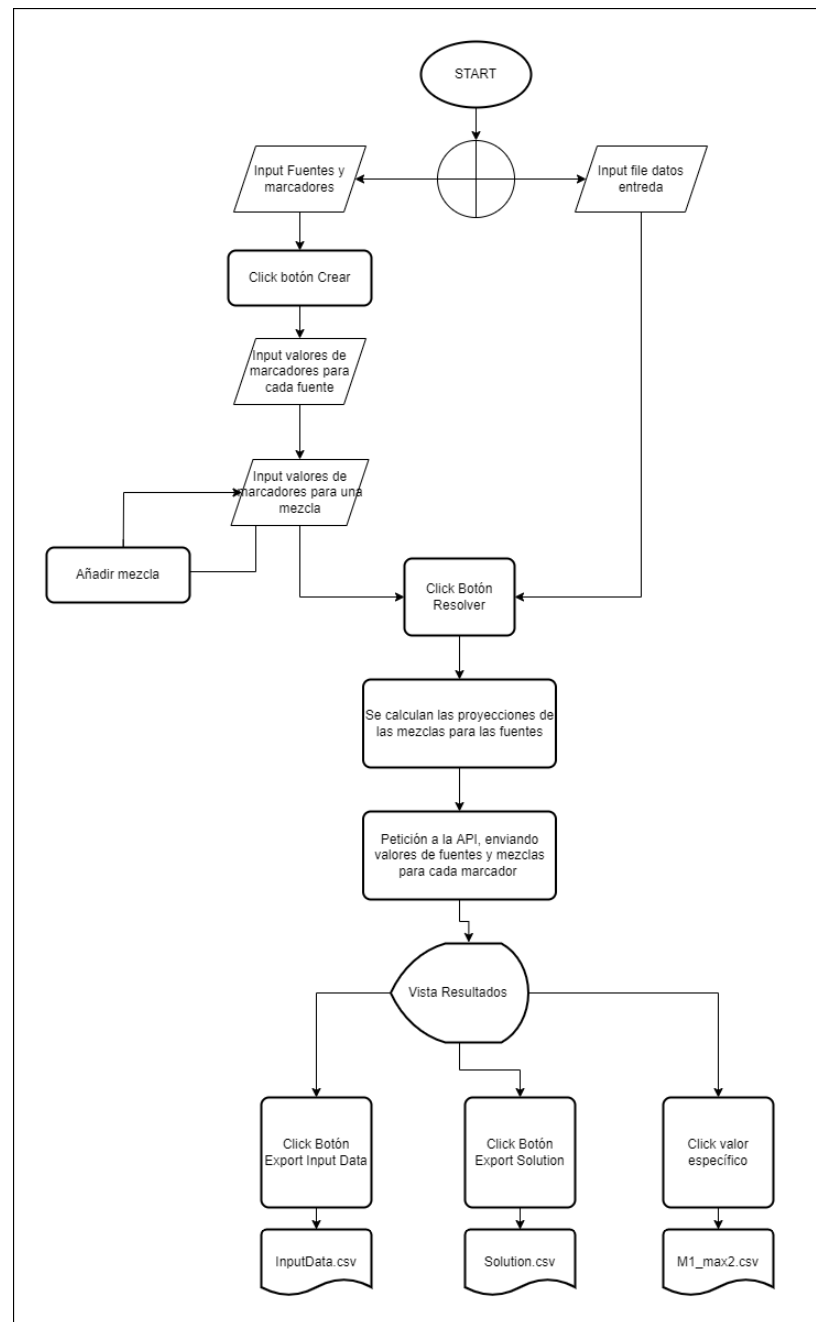 START
Input Fuentes y
marcadores
Input file datos
entreda
Click botón Crear
Input valores de
marcadores para
cada fuente
Input valores de
marcadores para una
mezcla
Añadir mezcla
Click Botón
Resolver
Se calculan las proyecciones de
las mezclas para las fuentes
Petición a la API, enviando
valores de fuentes y mezclas
para cada marcador
Vista Resultados
Click Botón
Export Input Data
Click Botón
Export Solution
Click valor
específico
InputData.csv
Solution.csv
M1_max2.csv